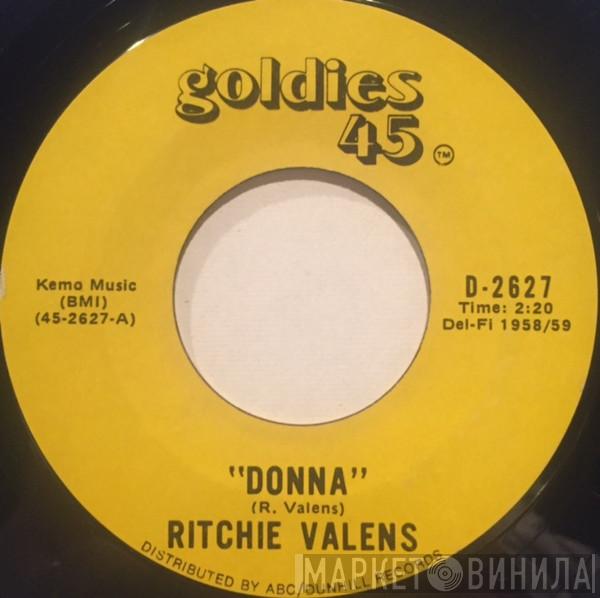 goldies
45 ™
Kemo Music
(BMI)
(45-2627-A)
D-2627
Time: 2:20
Del-Fi 1958/59
"DONNA"
(R. Valens)
RITCHIE VALENS
DISTRIBUTED BY ABC/DUNHILL RECORDS
МАРКЕТ ВИНИЛА